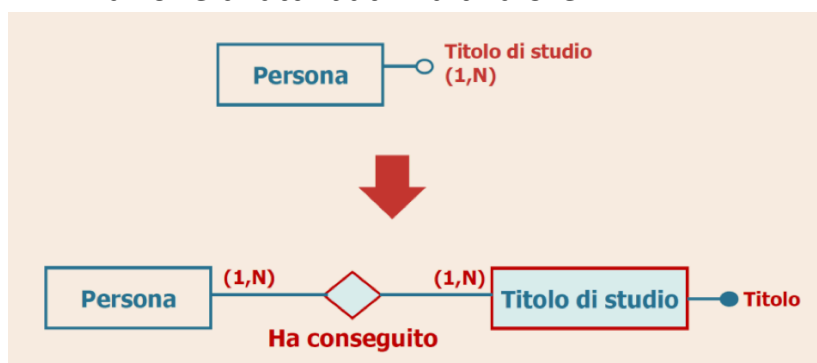 Titolo di studio
Persona
(1,N)
(1,N)
(1,N)
Persona
Titolo di studio
Titolo
Ha conseguito